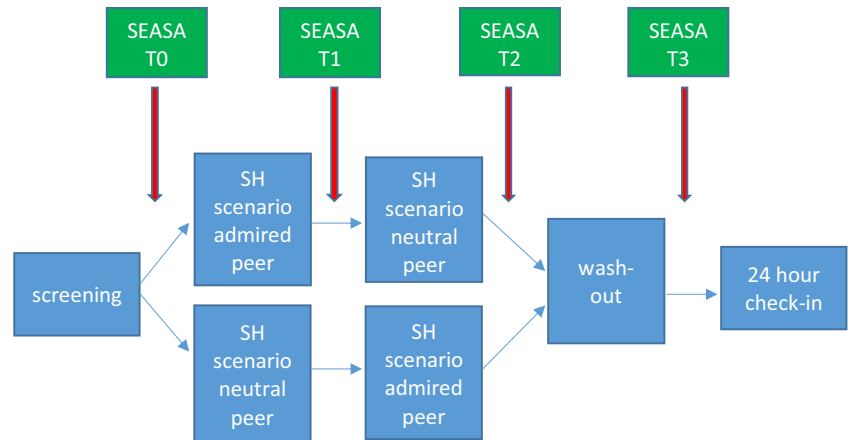 SEASA
T0
SEASA
T1
SEASA
T2
SEASA
T3
SH
scenario
admired
peer
SH
scenario
neutral
peer
screening
wash-
out
24 hour
check-in
SH
scenario
neutral
peer
SH
scenario
admired
peer